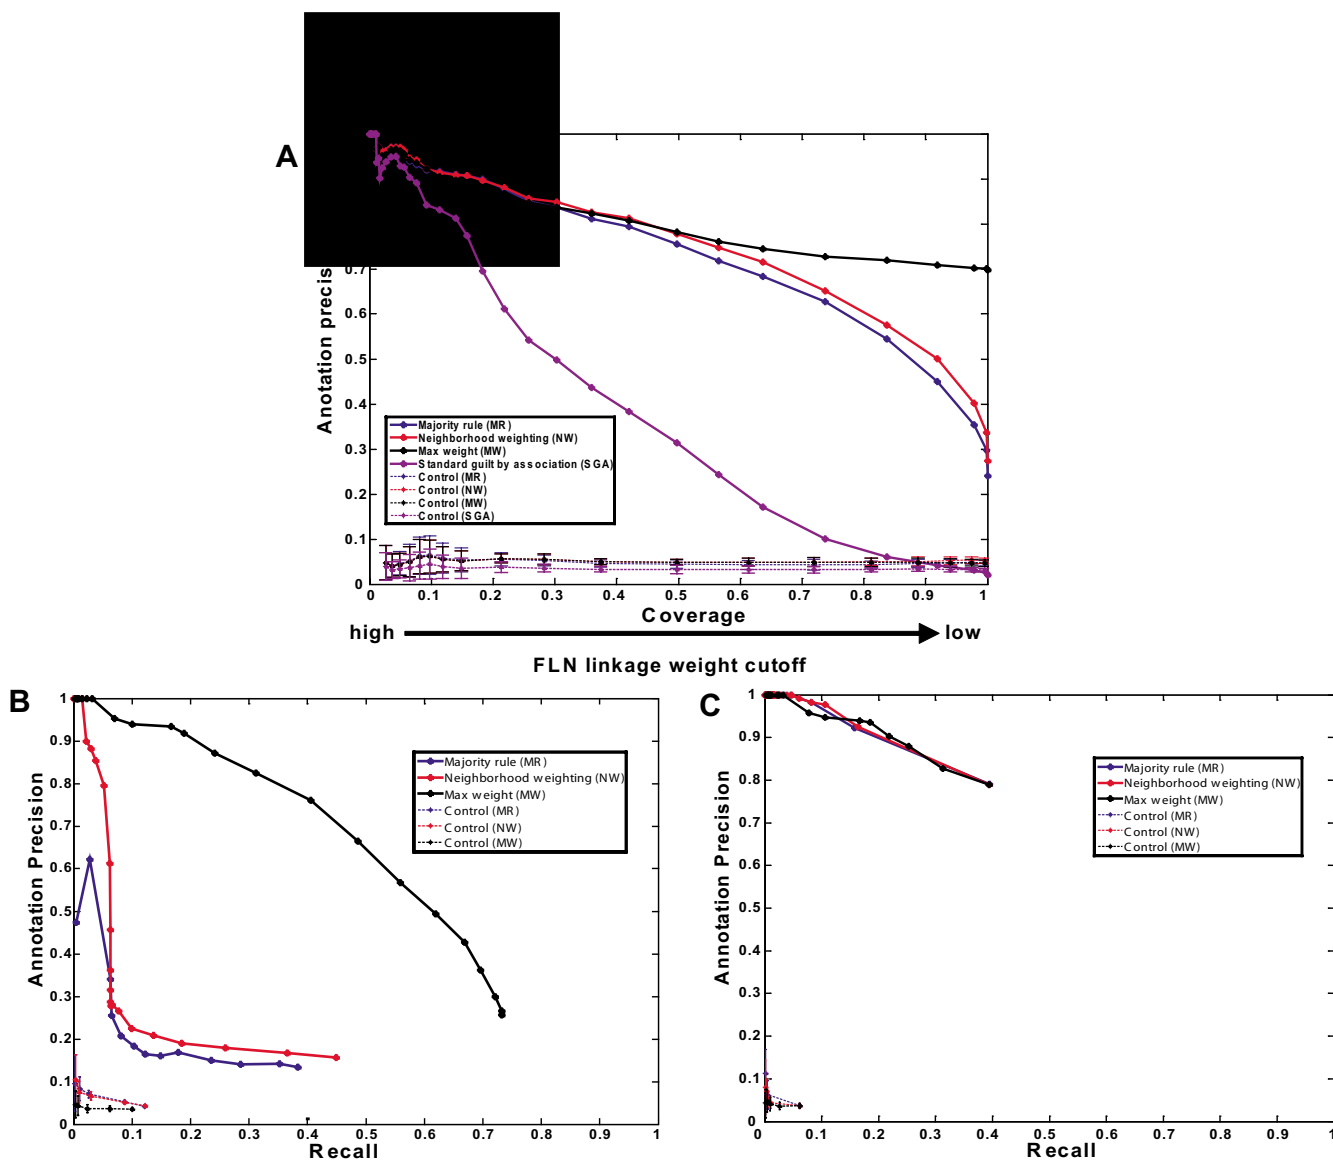 A
Anotation precis
0.7
0.6
0.5
0.4
0.3
0.2
0.1
0
Majority rule (MR)
Neighborhood weighting (NW)
Max weight (MW)
Standard guilt by association (SGA)
Control (MR)
Control (NW)
Control (MW)
Control (SGA)
0 0.1 0.2 0.3 0.4 0.5 0.6 0.7 0.8 0.9 1
Coverage
high low
FLN linkage weight cutoff
B
Annotation Precision
1
0.9
0.8
0.7
0.6
0.5
0.4
0.3
0.2
0.1
0
Majority rule (MR)
Neighborhood weighting (NW)
Max weight (MW)
Control (MR)
Control (NW)
Control (MW)
0 0.1 0.2 0.3 0.4 0.5 0.6 0.7 0.8 0.9 1
Recall
C
Annotation Precision
1
0.9
0.8
0.7
0.6
0.5
0.4
0.3
0.2
0.1
0
Majority rule (MR)
Neighborhood weighting (NW)
Max weight (MW)
Control (MR)
Control (NW)
Control (MW)
0 0.1 0.2 0.3 0.4 0.5 0.6 0.7 0.8 0.9 1
Recall